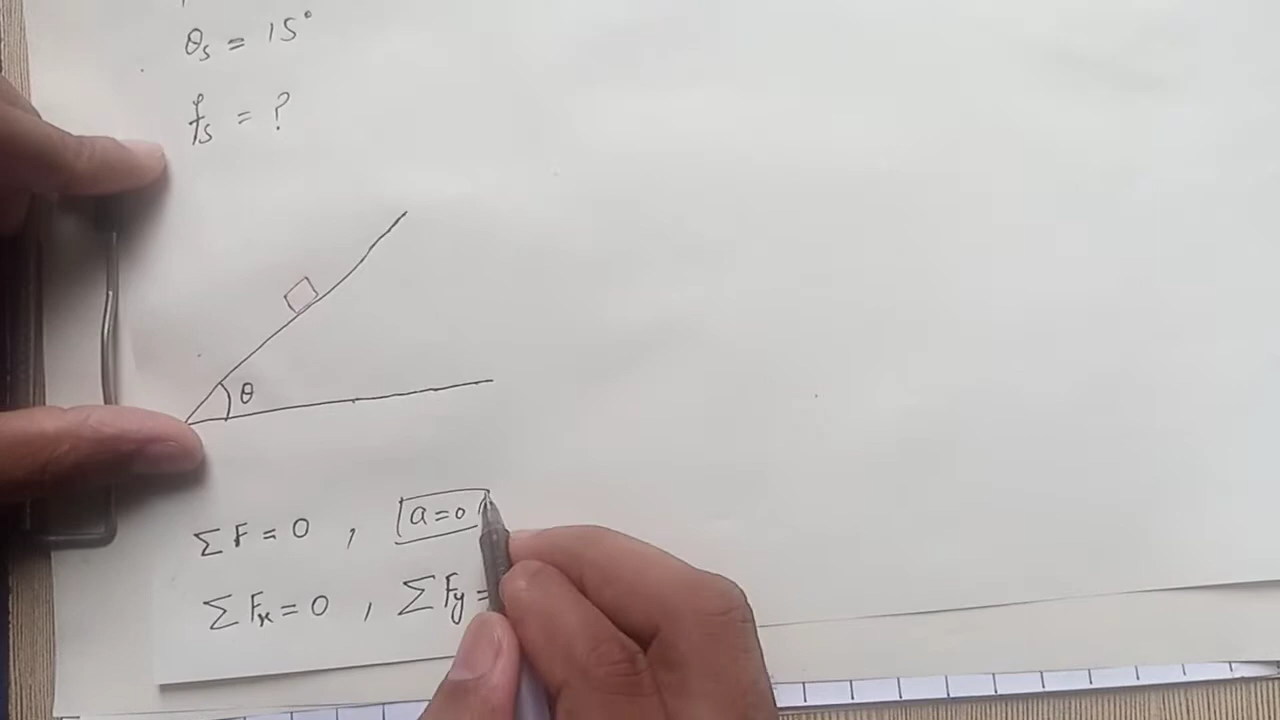 θs = 15°
fs = ?
θ
ΣF = 0 , a = 0
ΣFx = 0 , ΣFy =